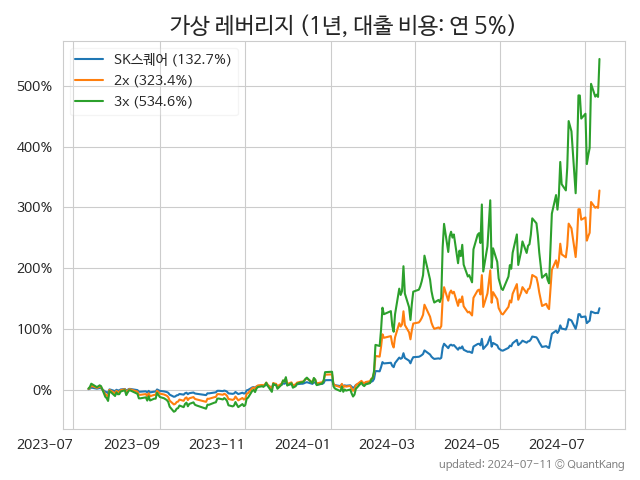 가상 레버리지 (1년, 대출 비용: 연 5%)
SK스퀘어 (132.7%)
2x (323.4%)
3x (534.6%)
500%
400%
300%
200%
100%
0%
2023-07 2023-09 2023-11 2024-01 2024-03 2024-05 2024-07
updated: 2024-07-11 © QuantKang